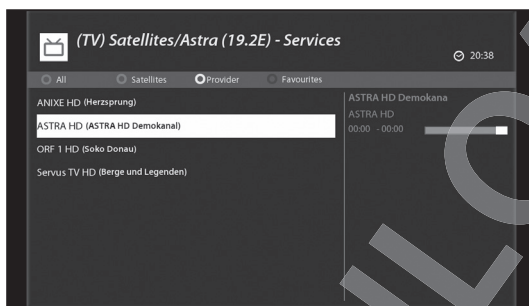 (TV) Satellites/Astra (19.2E) - Services
20:38
All Satellites Provider Favourites
ANIXE HD (Herzsprung)
ASTRA HD (ASTRA HD Demokanal)
ORF 1 HD (Soko Donau)
Servus TV HD (Berge und Legenden)
ASTRA HD Demokana
ASTRA HD
00:00 - 00:00